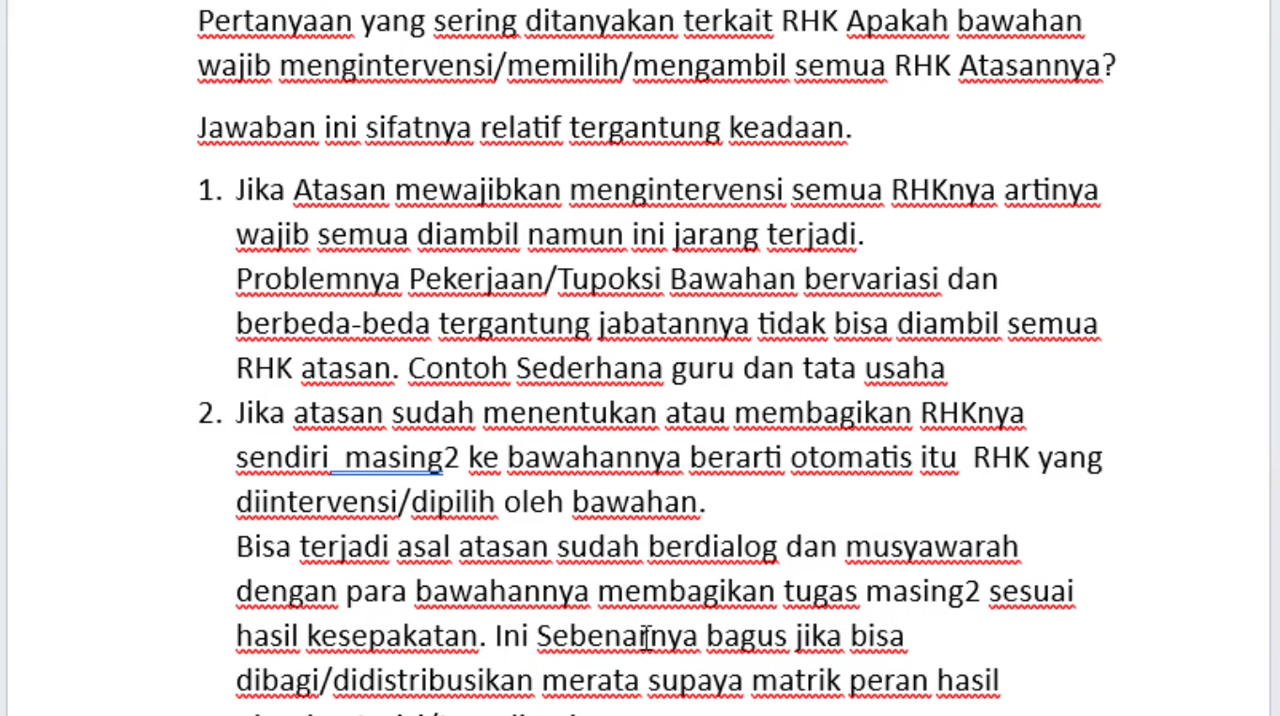 Pertanyaan yang sering ditanyakan terkait RHK Apakah bawahan
wajib mengintervensi/memilih/mengambil semua RHK Atasannya?
Jawaban ini sifatnya relatif tergantung keadaan.
1. Jika Atasan mewajibkan mengintervensi semua RHKnya artinya
wajib semua diambil namun ini jarang terjadi.
Problemnya Pekerjaan/Tupoksi Bawahan bervariasi dan
berbeda-beda tergantung jabatannya tidak bisa diambil semua
RHK atasan. Contoh Sederhana guru dan tata usaha
2. Jika atasan sudah menentukan atau membagikan RHKnya
sendiri  masing2 ke bawahannya berarti otomatis itu  RHK yang
diintervensi/dipilih oleh bawahan.
Bisa terjadi asal atasan sudah berdialog dan musyawarah
dengan para bawahannya membagikan tugas masing2 sesuai
hasil kesepakatan. Ini Sebenarnya bagus jika bisa
dibagi/didistribusikan merata supaya matrik peran hasil